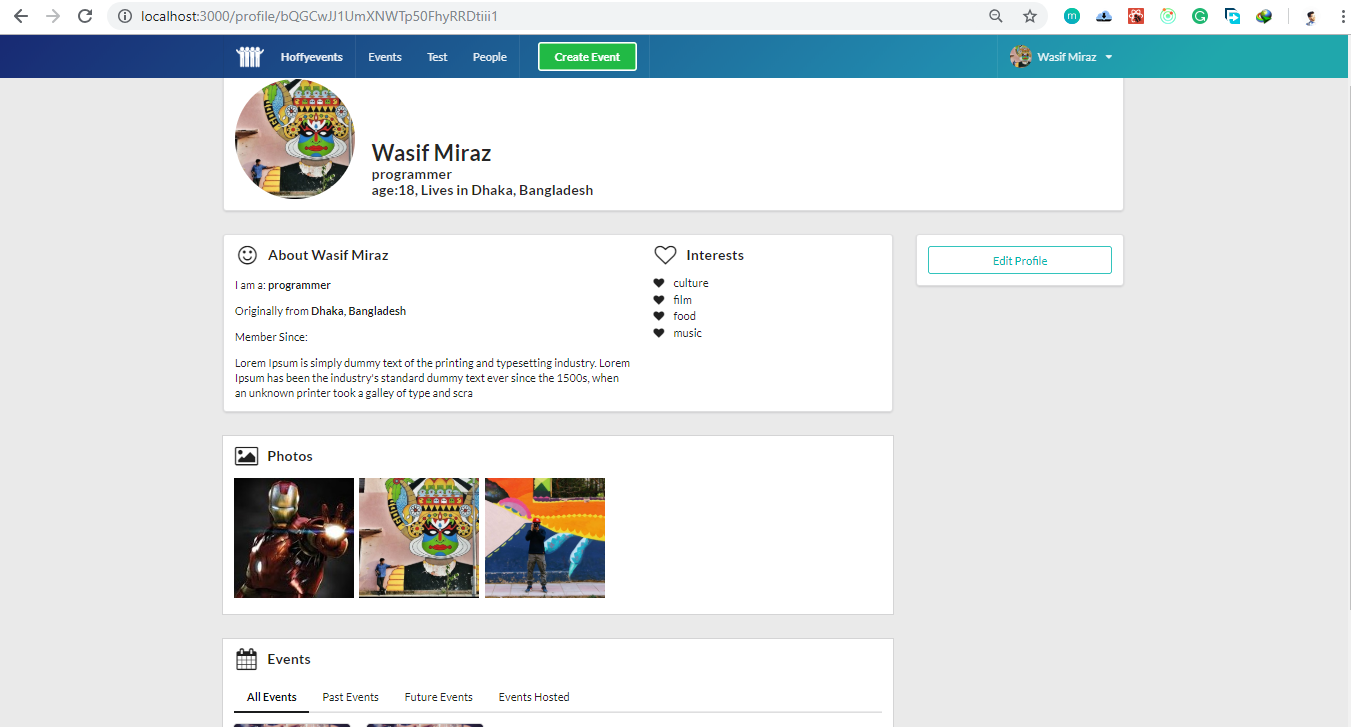 localhost:3000/profile/bQGCwJJ1UmXNWTp50FhyRRDtiii1
Hoffyevents Events Test People Create Event Wasif Miraz
Wasif Miraz
programmer
age:18, Lives in Dhaka, Bangladesh
About Wasif Miraz
I am a: programmer
Originally from Dhaka, Bangladesh
Member Since:
Lorem Ipsum is simply dummy text of the printing and typesetting industry. Lorem
Ipsum has been the industry's standard dummy text ever since the 1500s, when
an unknown printer took a galley of type and scra
Interests
culture
film
food
music
Edit Profile
Photos
Events
All Events Past Events Future Events Events Hosted